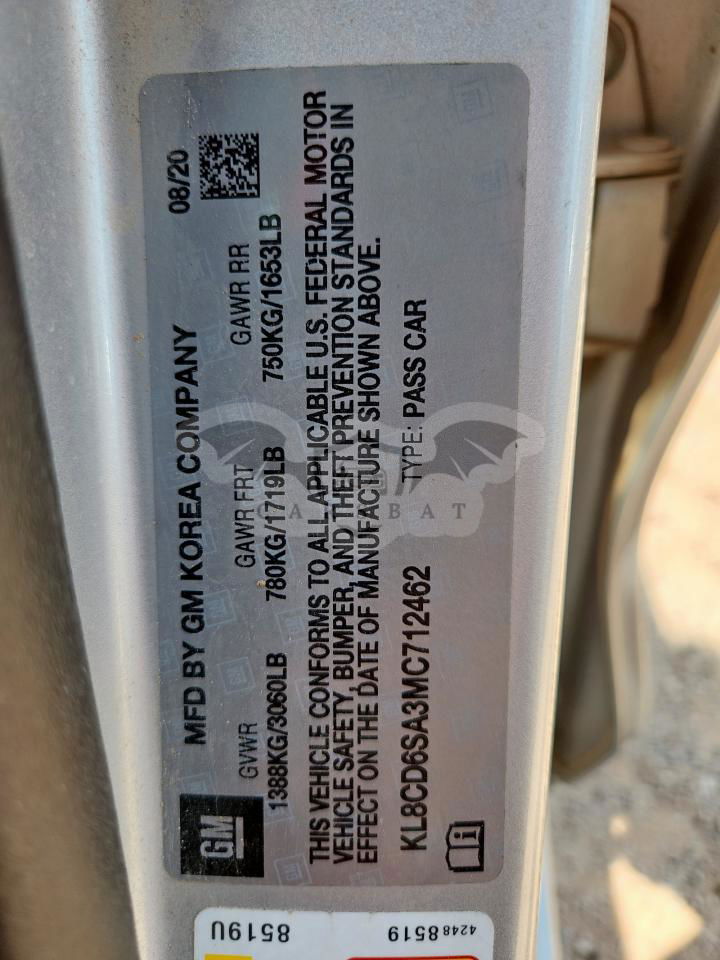 GM
MFD BY GM KOREA COMPANY 08/20
GVWR GAWR FRT GAWR RR
1388KG/3060LB 780KG/1719LB 750KG/1653LB
THIS VEHICLE CONFORMS TO ALL APPLICABLE U.S. FEDERAL MOTOR
VEHICLE SAFETY, BUMPER, AND THEFT PREVENTION STANDARDS IN
EFFECT ON THE DATE OF MANUFACTURE SHOWN ABOVE.
KL8CD6SA3MC712462 TYPE: PASS CAR
CARXBAT
42488519 8519U